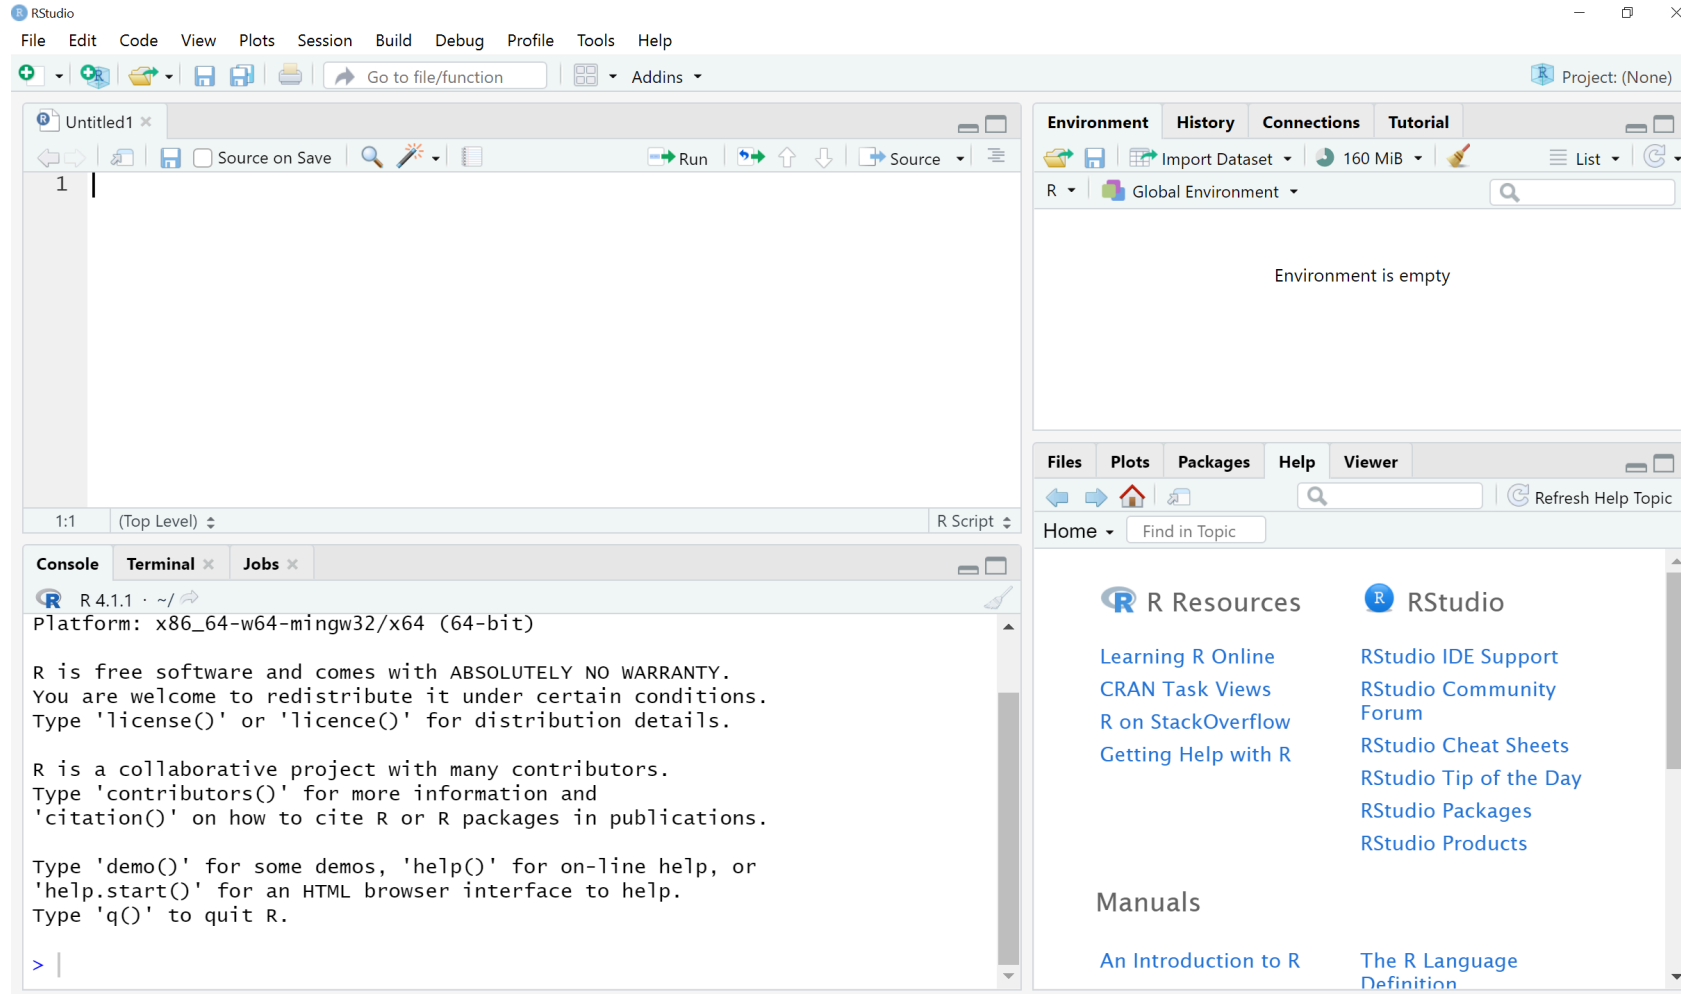 RStudio
File Edit Code View Plots Session Build Debug Profile Tools Help
Go to file/function Addins Project: (None)
Untitled1
Source on Save Run Source
1
1:1 (Top Level) R Script
Console Terminal Jobs
R 4.1.1 · ~/
Platform: x86_64-w64-mingw32/x64 (64-bit)
R is free software and comes with ABSOLUTELY NO WARRANTY.
You are welcome to redistribute it under certain conditions.
Type 'license()' or 'licence()' for distribution details.
R is a collaborative project with many contributors.
Type 'contributors()' for more information and
'citation()' on how to cite R or R packages in publications.
Type 'demo()' for some demos, 'help()' for on-line help, or
'help.start()' for an HTML browser interface to help.
Type 'q()' to quit R.
>
Environment History Connections Tutorial
Import Dataset 160 MiB List
R Global Environment
Environment is empty
Files Plots Packages Help Viewer
Refresh Help Topic
Home Find in Topic
R Resources
Learning R Online
CRAN Task Views
R on StackOverflow
Getting Help with R
RStudio
RStudio IDE Support
RStudio Community
Forum
RStudio Cheat Sheets
RStudio Tip of the Day
RStudio Packages
RStudio Products
Manuals
An Introduction to R
The R Language
Definition